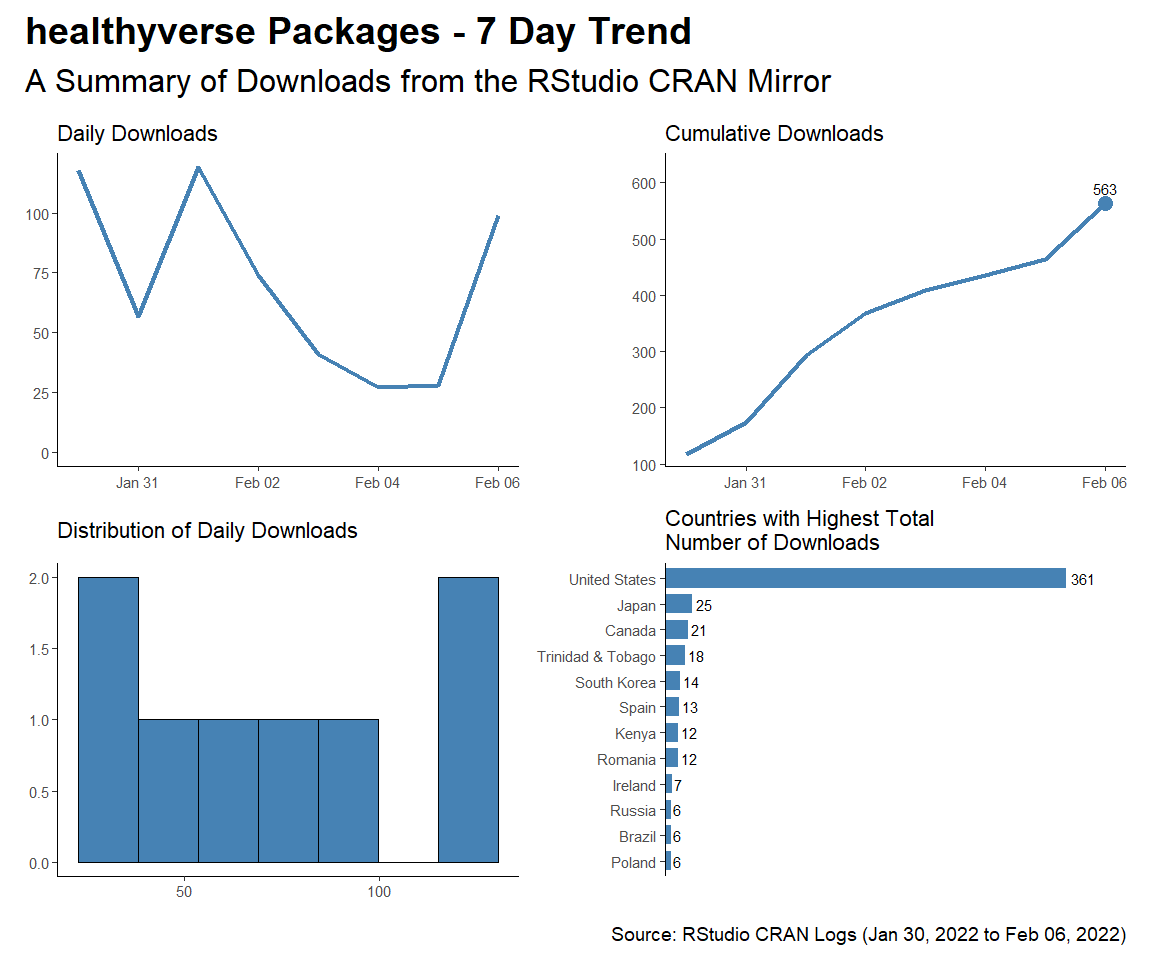 healthyverse Packages - 7 Day Trend
A Summary of Downloads from the RStudio CRAN Mirror
Daily Downloads
100
75
50
25
0
Jan 31 Feb 02 Feb 04 Feb 06
Cumulative Downloads
600
500
400
300
200
100
563
Jan 31 Feb 02 Feb 04 Feb 06
Distribution of Daily Downloads
2.0
1.5
1.0
0.5
0.0
50 100
Countries with Highest Total
Number of Downloads
United States 361
Japan 25
Canada 21
Trinidad & Tobago 18
South Korea 14
Spain 13
Kenya 12
Romania 12
Ireland 7
Russia 6
Brazil 6
Poland 6
Source: RStudio CRAN Logs (Jan 30, 2022 to Feb 06, 2022)